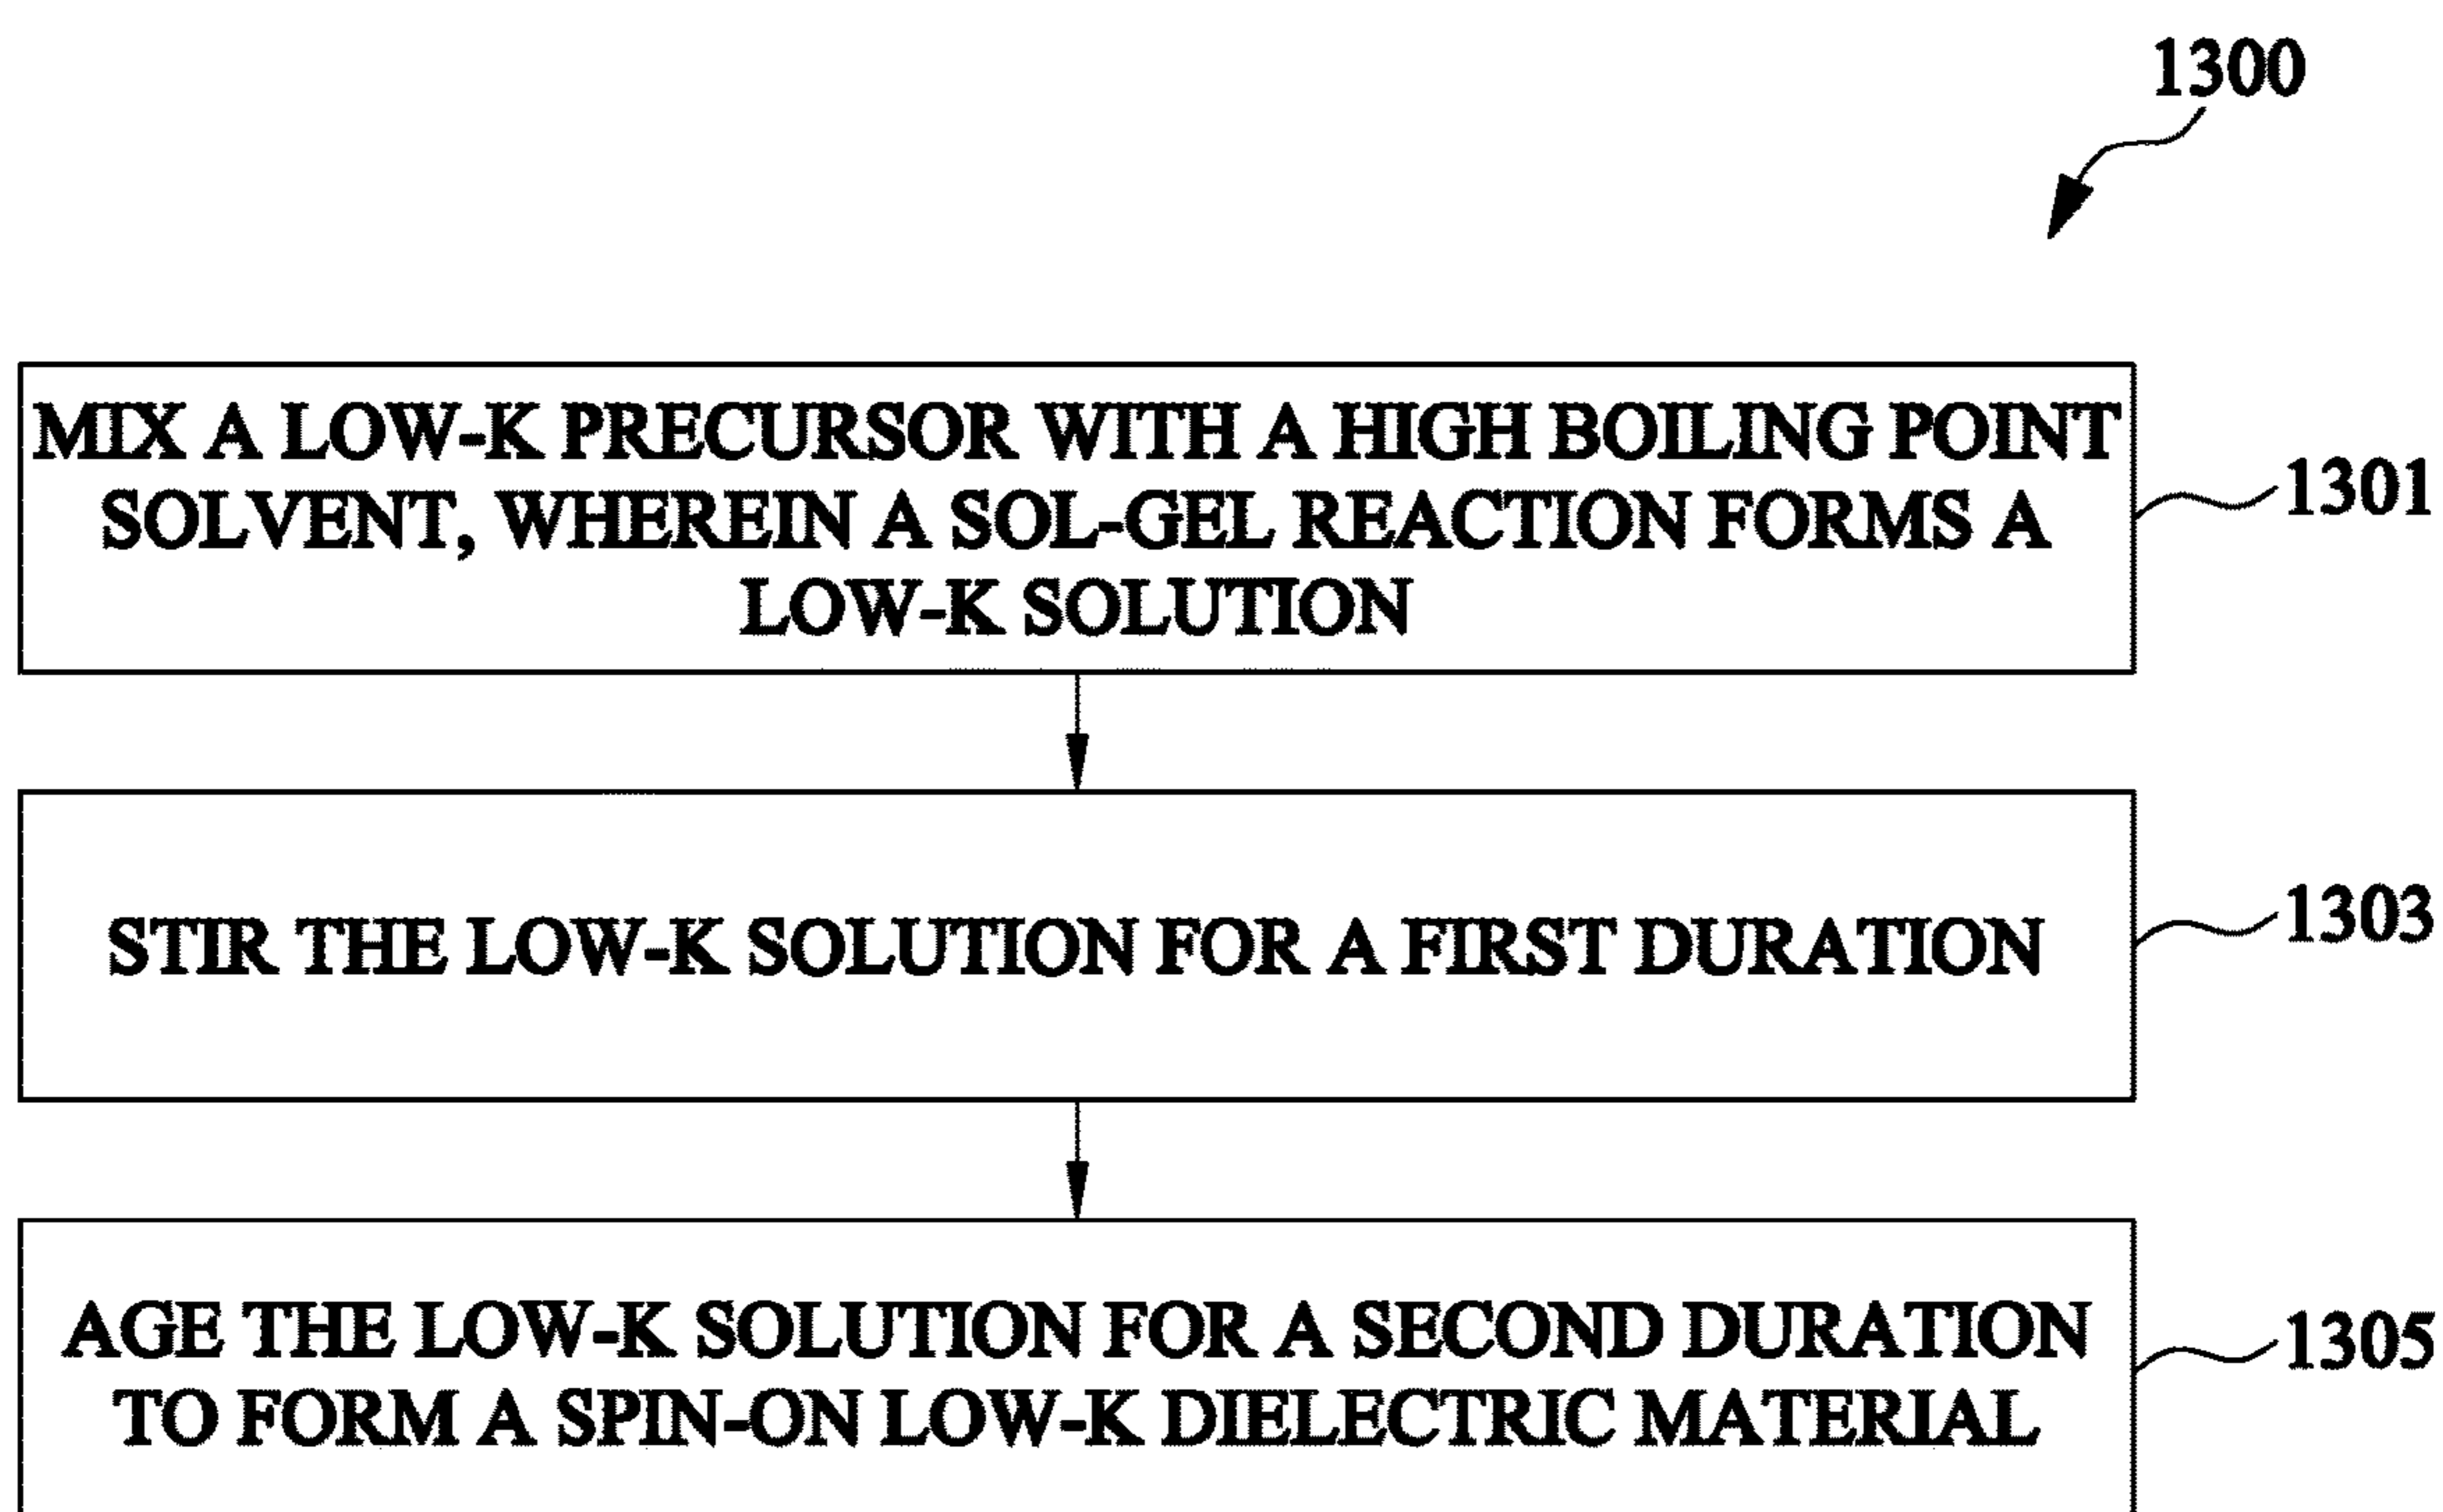 1300
MIX A LOW-K PRECURSOR WITH A HIGH BOILING POINT
SOLVENT, WHEREIN A SOL-GEL REACTION FORMS A
LOW-K SOLUTION
1301
STIR THE LOW-K SOLUTION FOR A FIRST DURATION
1303
AGE THE LOW-K SOLUTION FOR A SECOND DURATION
TO FORM A SPIN-ON LOW-K DIELECTRIC MATERIAL
1305